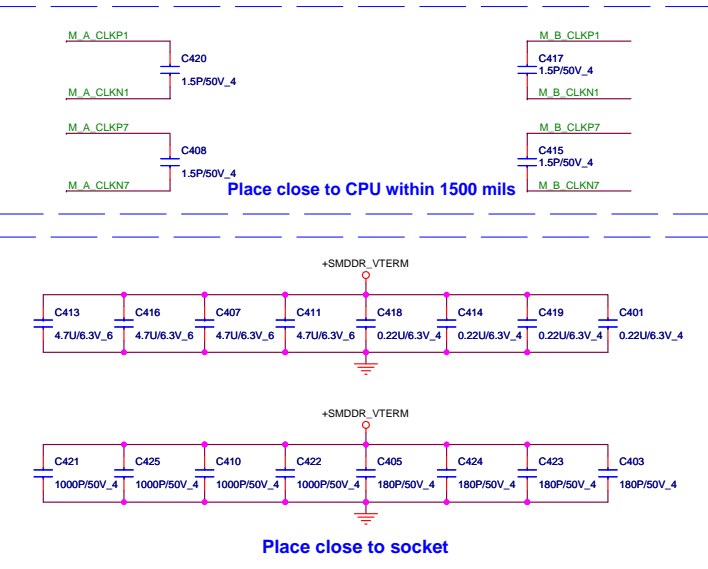 M_A_CLKP1
M_B_CLKP1
C420
1.5P/50V_4
C417
1.5P/50V_4
M_A_CLKN1
M_B_CLKN1
M_A_CLKP7
M_B_CLKP7
C408
1.5P/50V_4
C415
1.5P/50V_4
M_A_CLKN7
Place close to CPU within 1500 mils
M_B_CLKN7
+SMDDR_VTERM
C413 C416 C407 C411 C418 C414 C419 C401
4.7U/6.3V_6 4.7U/6.3V_6 4.7U/6.3V_6 4.7U/6.3V_6 0.22U/6.3V_4 0.22U/6.3V_4 0.22U/6.3V_4 0.22U/6.3V_4
+SMDDR_VTERM
C421 C425 C410 C422 C405 C424 C423 C403
1000P/50V_4 1000P/50V_4 1000P/50V_4 1000P/50V_4 180P/50V_4 180P/50V_4 180P/50V_4 180P/50V_4
Place close to socket